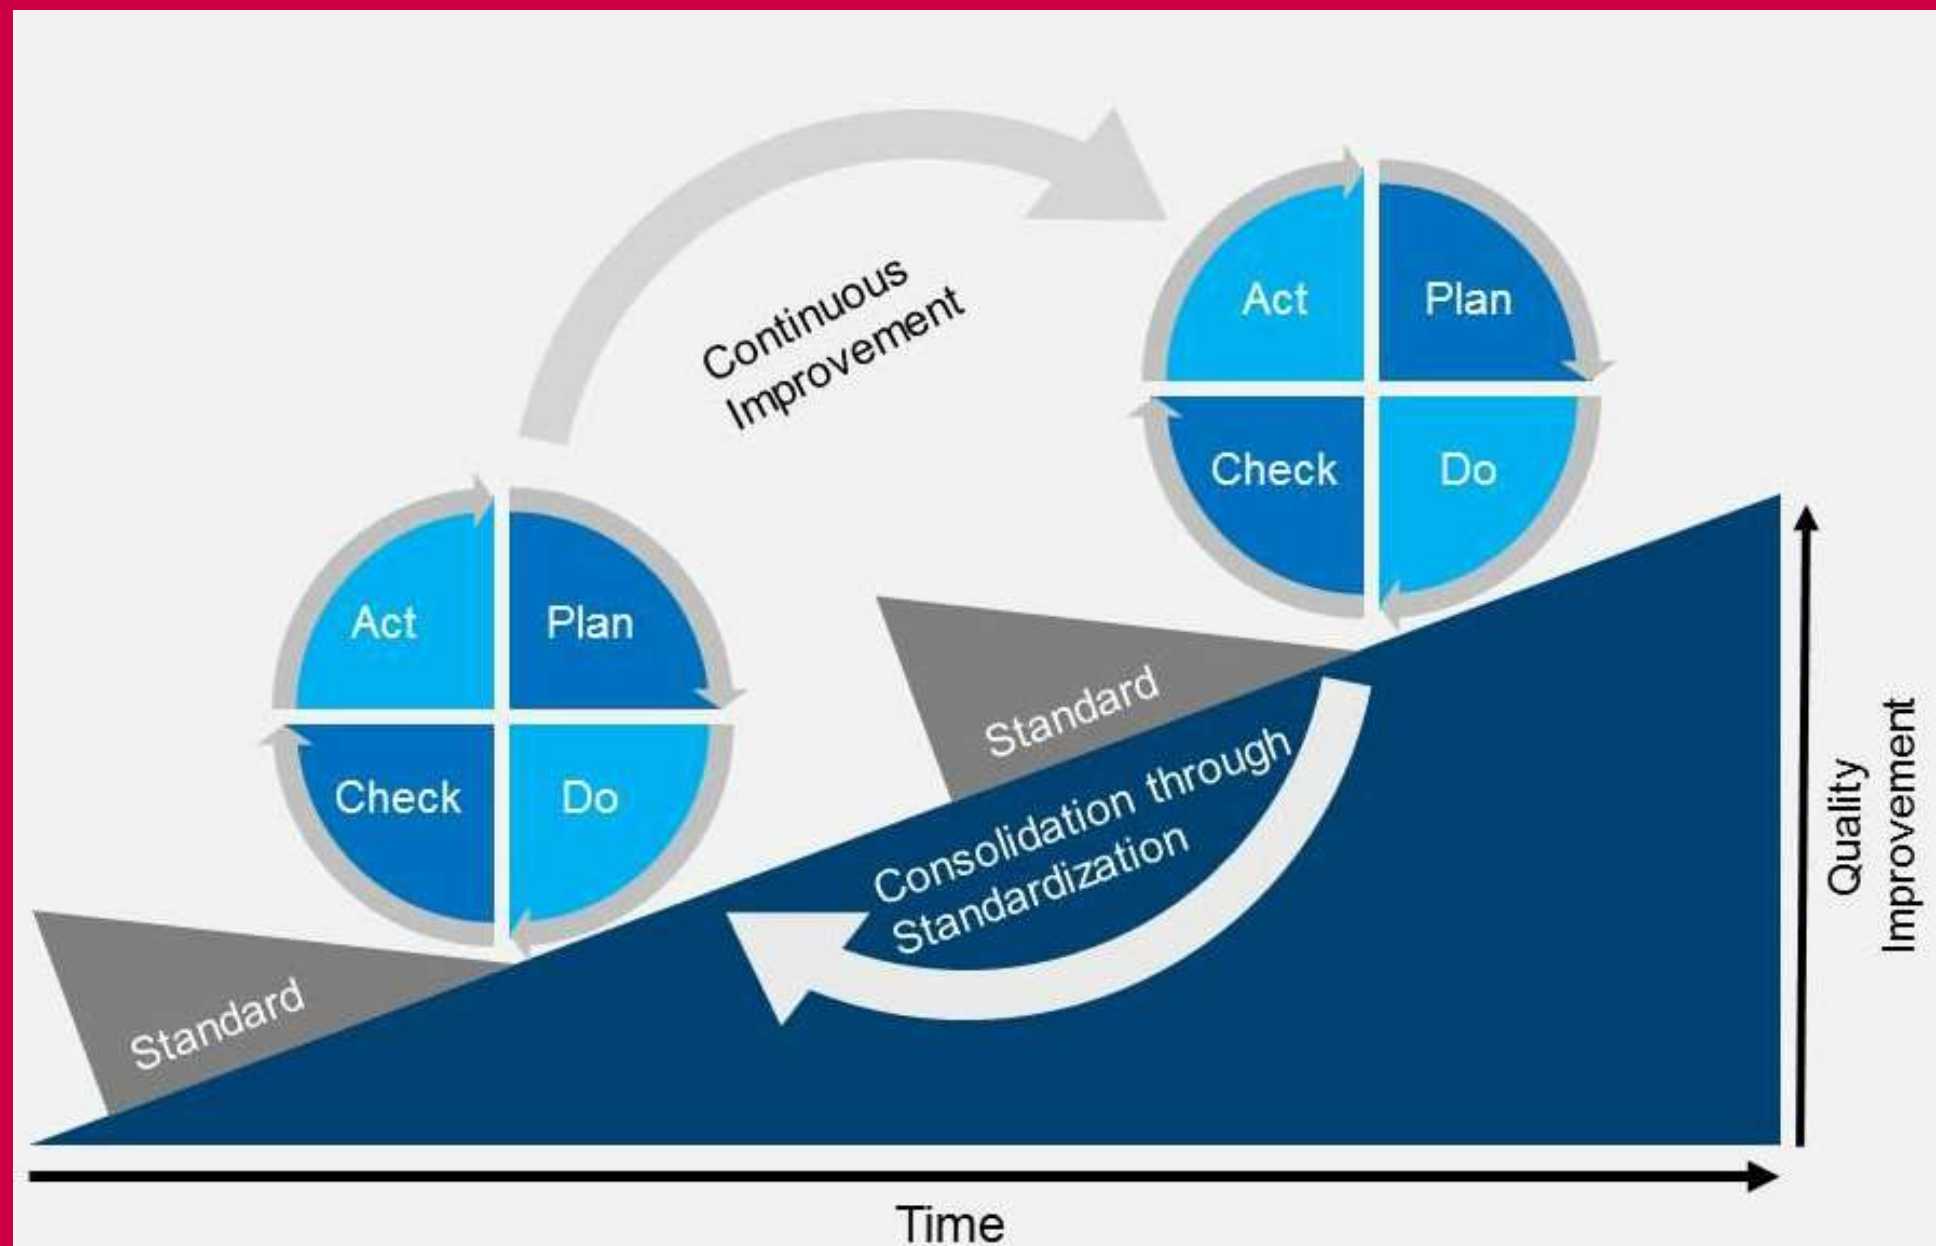 Continuous
Improvement
Act
Plan
Check
Do
Act
Plan
Check
Do
Standard
Standard
Consolidation through
Standardization
Quality
Improvement
Time